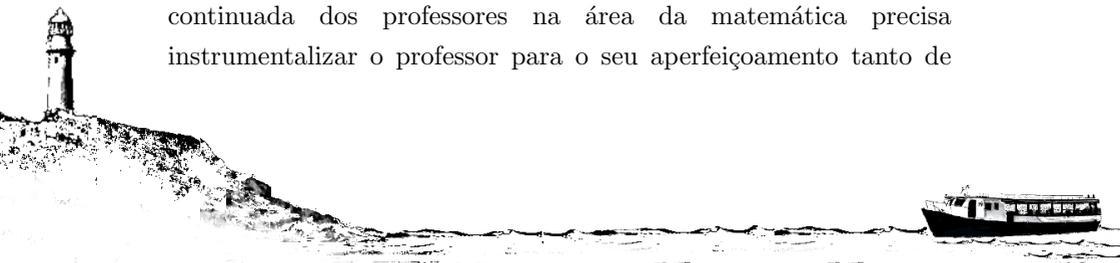 continuada dos professores na área da matemática precisa
instrumentalizar o professor para o seu aperfeiçoamento tanto de